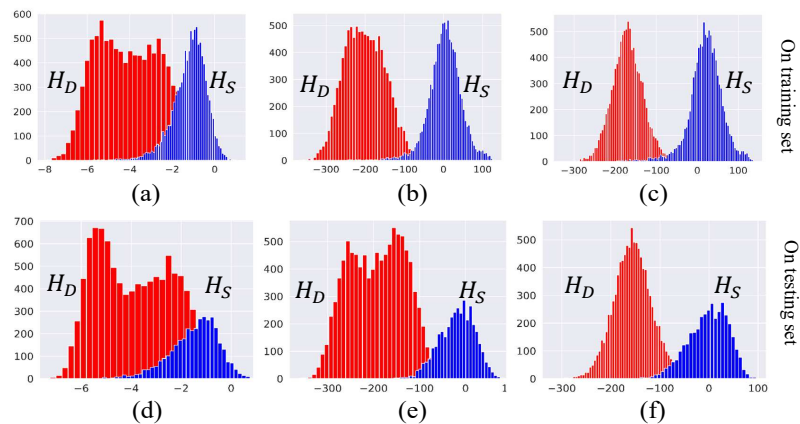 600
500
400
300
200
100
0
−8 −6 −4 −2 0
H_D
H_S
(a)
500
400
300
200
100
0
−300 −200 −100 0 100
H_D
H_S
(b)
500
400
300
200
100
0
−300 −200 −100 0 100
H_D
H_S
(c)
On training set
700
600
500
400
300
200
100
0
−6 −4 −2 0
H_D
H_S
(d)
500
400
300
200
100
0
−300 −200 −100 0 1
H_D
H_S
(e)
500
400
300
200
100
0
−300 −200 −100 0 100
H_D
H_S
(f)
On testing set